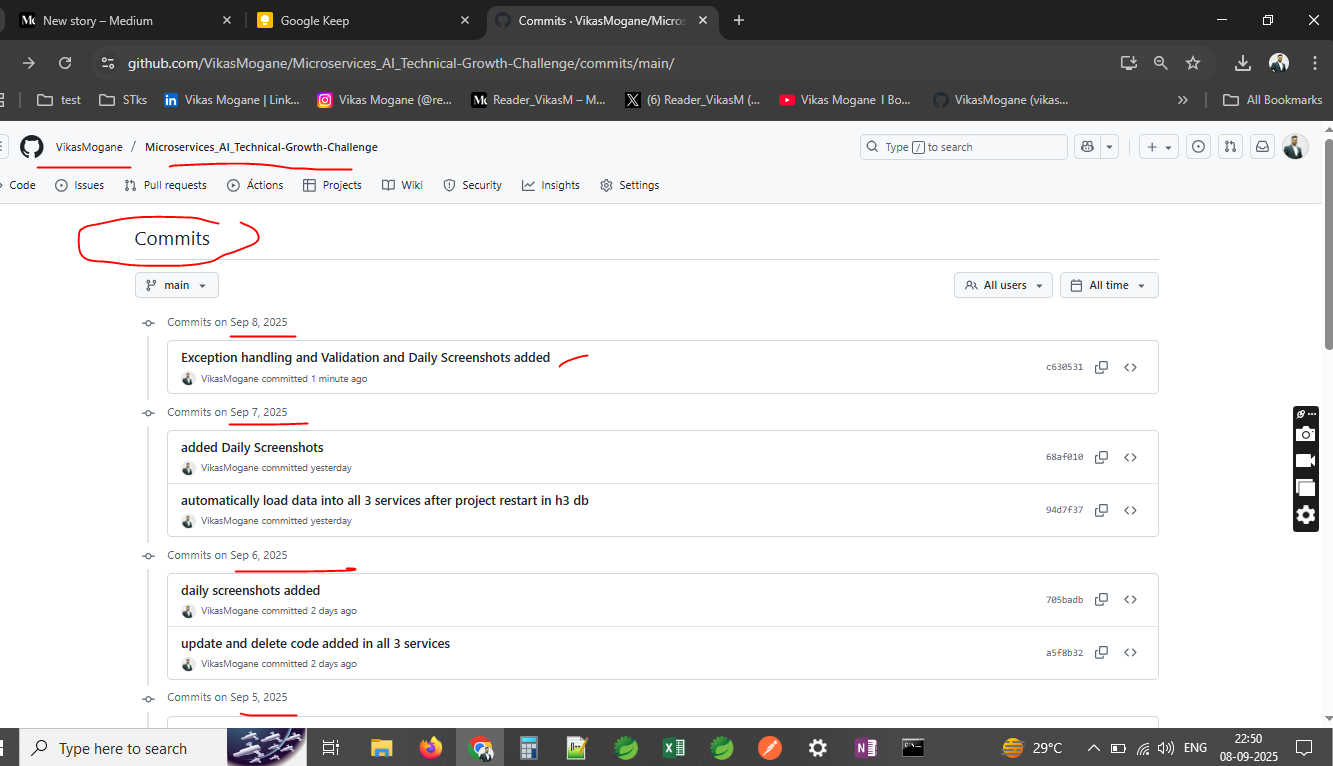 New story – Medium
Google Keep
Commits · VikasMogane/Micros
github.com/VikasMogane/Microservices_AI_Technical-Growth-Challenge/commits/main/
test
STks
Vikas Mogane | Link...
Vikas Mogane (@re...
Reader_VikasM – M...
(6) Reader_VikasM (...
Vikas Mogane I Bo...
VikasMogane (vikas...
All Bookmarks
VikasMogane / Microservices_AI_Technical-Growth-Challenge
Type / to search
Code
Issues
Pull requests
Actions
Projects
Wiki
Security
Insights
Settings
Commits
main
All users
All time
Commits on Sep 8, 2025
Exception handling and Validation and Daily Screenshots added
c630531
VikasMogane committed 1 minute ago
Commits on Sep 7, 2025
added Daily Screenshots
68af010
VikasMogane committed yesterday
automatically load data into all 3 services after project restart in h3 db
94d7f37
VikasMogane committed yesterday
Commits on Sep 6, 2025
daily screenshots added
705badb
VikasMogane committed 2 days ago
update and delete code added in all 3 services
a5f8b32
VikasMogane committed 2 days ago
Commits on Sep 5, 2025
Type here to search
29°C
ENG
22:50
08-09-2025